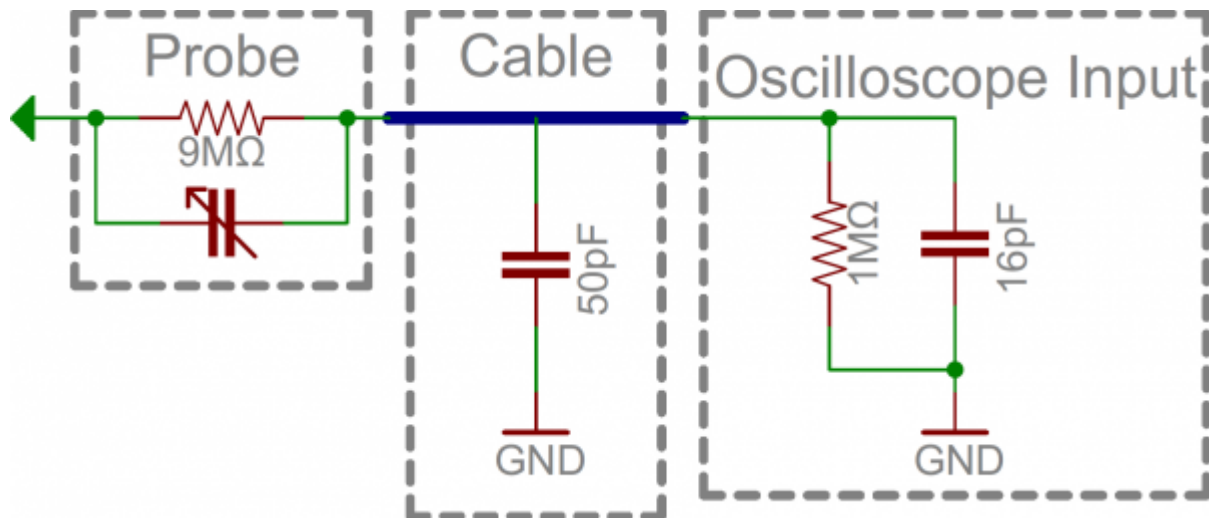 Probe
9MΩ
Cable
50pF
GND
Oscilloscope Input
1MΩ
16pF
GND